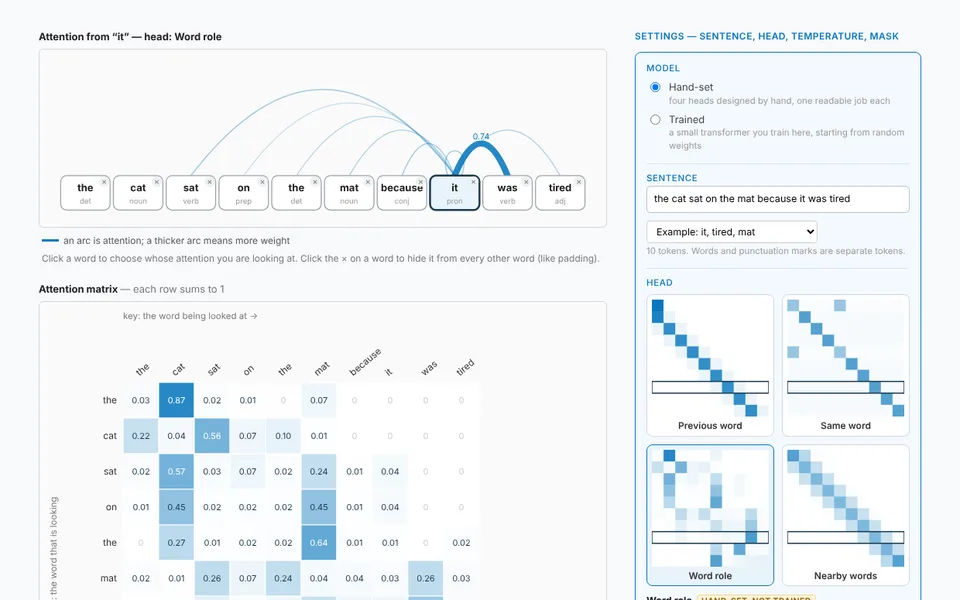 Attention from “it” — head: Word role
0.74
the cat sat on the mat because it was tired
det noun verb prep det noun conj pron verb adj
an arc is attention; a thicker arc means more weight
Click a word to choose whose attention you are looking at. Click the × on a word to hide it from every other word (like padding).
Attention matrix — each row sums to 1
key: the word being looked at →
the cat sat on the mat because it was tired
the 0.03 0.87 0.02 0.01 0 0.07 0 0 0 0
cat 0.22 0.04 0.56 0.07 0.10 0.01 0 0 0 0
sat 0.02 0.57 0.03 0.07 0.02 0.24 0.01 0.04 0 0
on 0.01 0.45 0.02 0.02 0.02 0.45 0.01 0.04 0 0
the 0 0.27 0.01 0.02 0.02 0.64 0.01 0.01 0 0.02
mat 0.02 0.01 0.26 0.07 0.24 0.04 0.04 0.03 0.26 0.03
: the word that is looking
SETTINGS — SENTENCE, HEAD, TEMPERATURE, MASK
MODEL
Hand-set
four heads designed by hand, one readable job each
Trained
a small transformer you train here, starting from random
weights
SENTENCE
the cat sat on the mat because it was tired
Example: it, tired, mat
10 tokens. Words and punctuation marks are separate tokens.
HEAD
Previous word
Same word
Word role
Nearby words
Word role HAND-SET, NOT TRAINED